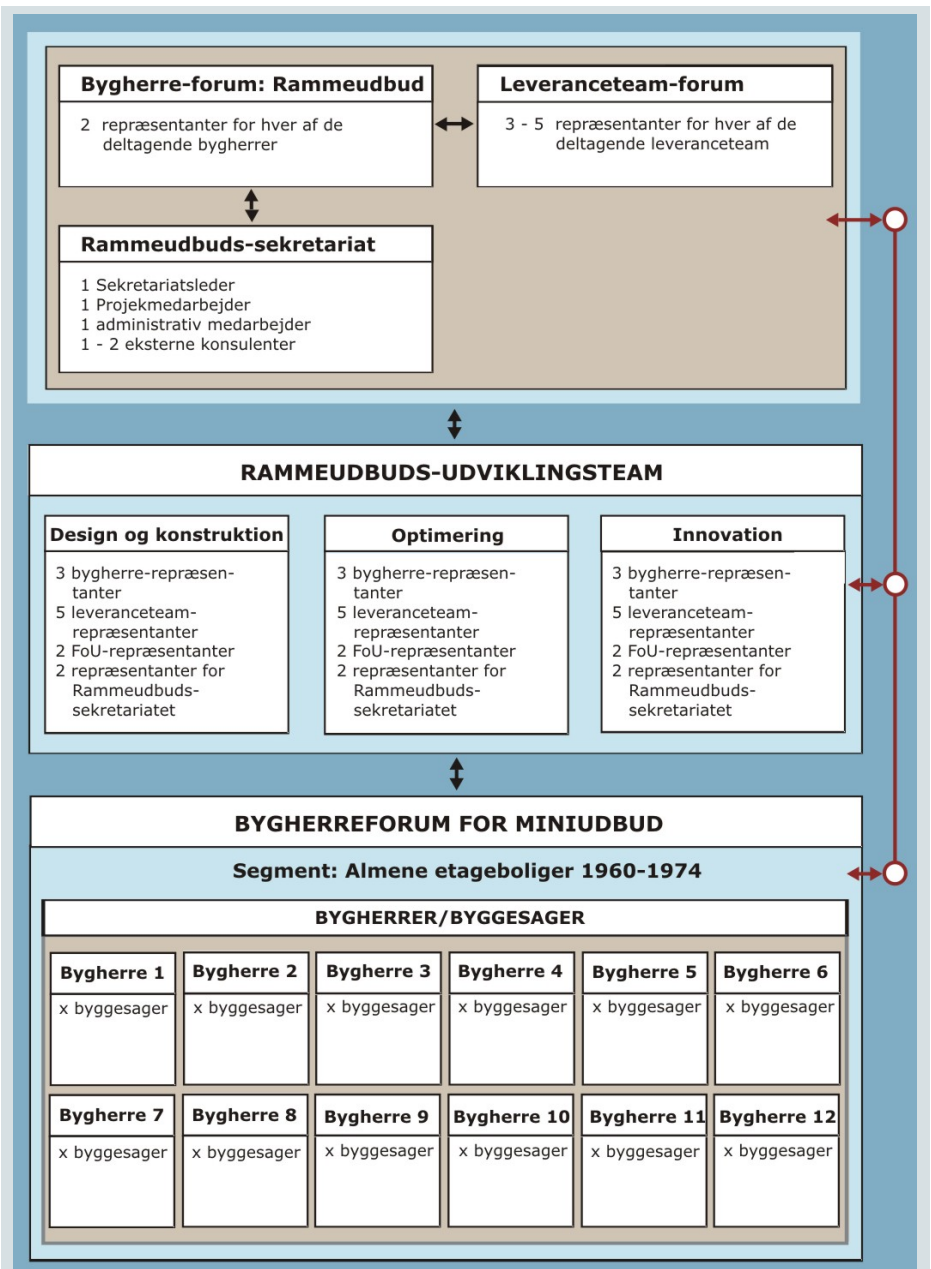 Bygherre-forum: Rammeudbud
2 repræsentanter for hver af de
deltagende bygherrer
Leveranceteam-forum
3 - 5 repræsentanter for hver af de
deltagende leveranceteam
Rammeudbuds-sekretariat
1 Sekretariatsleder
1 Projekmedarbejder
1 administrativ medarbejder
1 - 2 eksterne konsulenter
RAMMEUDBUDS-UDVIKLINGSTEAM
Design og konstruktion
3 bygherre-repræsen-
tanter
5 leveranceteam-
repræsentanter
2 FoU-repræsentanter
2 repræsentanter for
Rammeudbuds-
sekretariatet
Optimering
3 bygherre-repræsen-
tanter
5 leveranceteam-
repræsentanter
2 FoU-repræsentanter
2 repræsentanter for
Rammeudbuds-
sekretariatet
Innovation
3 bygherre-repræsen-
tanter
5 leveranceteam-
repræsentanter
2 FoU-repræsentanter
2 repræsentanter for
Rammeudbuds-
sekretariatet
BYGHERREFORUM FOR MINIUDBUD
Segment: Almene etageboliger 1960-1974
BYGHERRER/BYGGESAGER
Bygherre 1
x byggesager
Bygherre 2
x byggesager
Bygherre 3
x byggesager
Bygherre 4
x byggesager
Bygherre 5
x byggesager
Bygherre 6
x byggesager
Bygherre 7
x byggesager
Bygherre 8
x byggesager
Bygherre 9
x byggesager
Bygherre 10
x byggesager
Bygherre 11
x byggesager
Bygherre 12
x byggesager